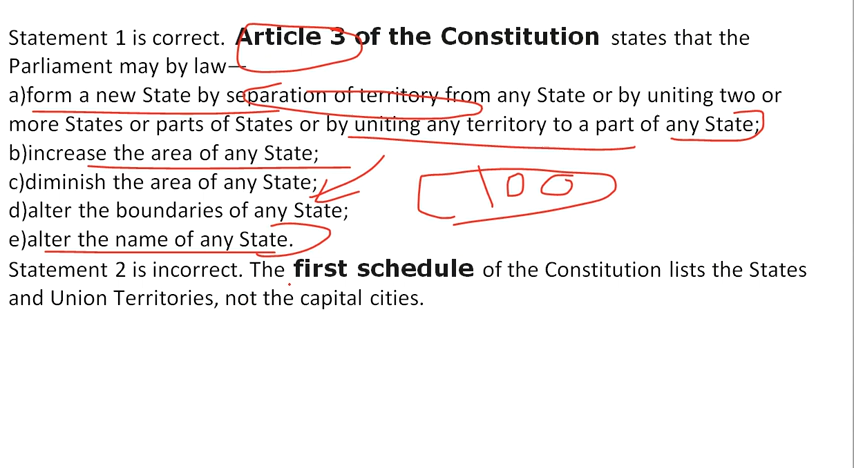 Statement 1 is correct. Article 3 of the Constitution states that the
Parliament may by law—
a)form a new State by separation of territory from any State or by uniting two or
more States or parts of States or by uniting any territory to a part of any State;
b)increase the area of any State;
c)diminish the area of any State;
100
d)alter the boundaries of any State;
e)alter the name of any State.
Statement 2 is incorrect. The first schedule of the Constitution lists the States
and Union Territories, not the capital cities.